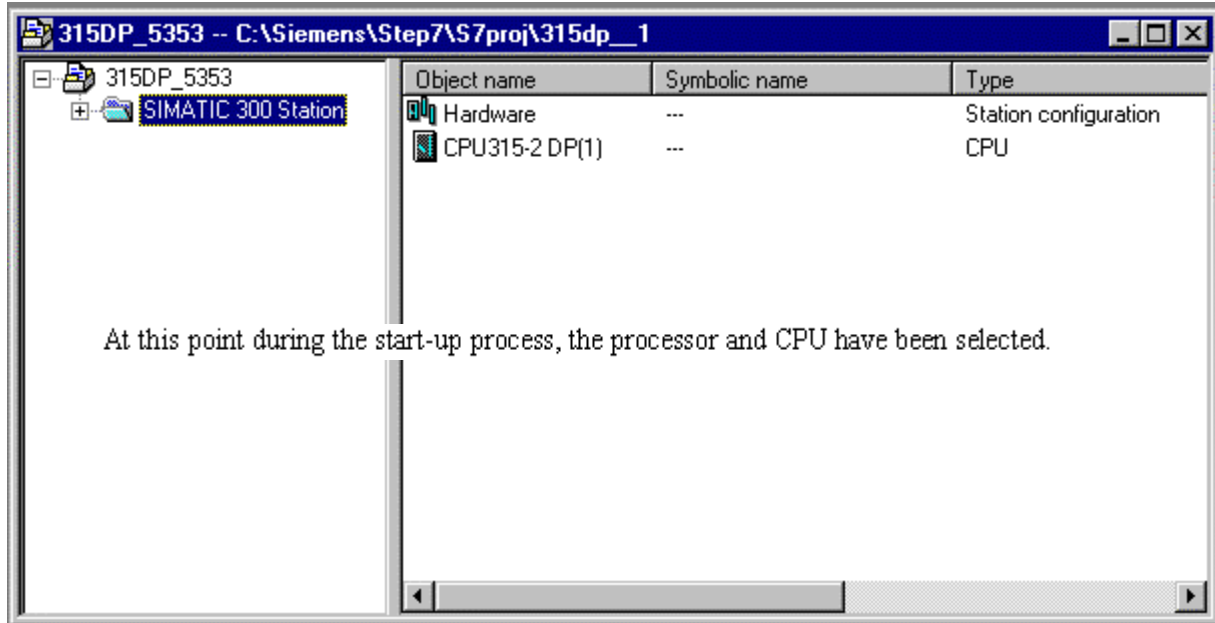 315DP_5353 -- C:\Siemens\Step7\S7proj\315dp__1
315DP_5353
SIMATIC 300 Station
Object name Symbolic name Type
Hardware --- Station configuration
CPU315-2 DP(1) --- CPU
At this point during the start-up process, the processor and CPU have been selected.